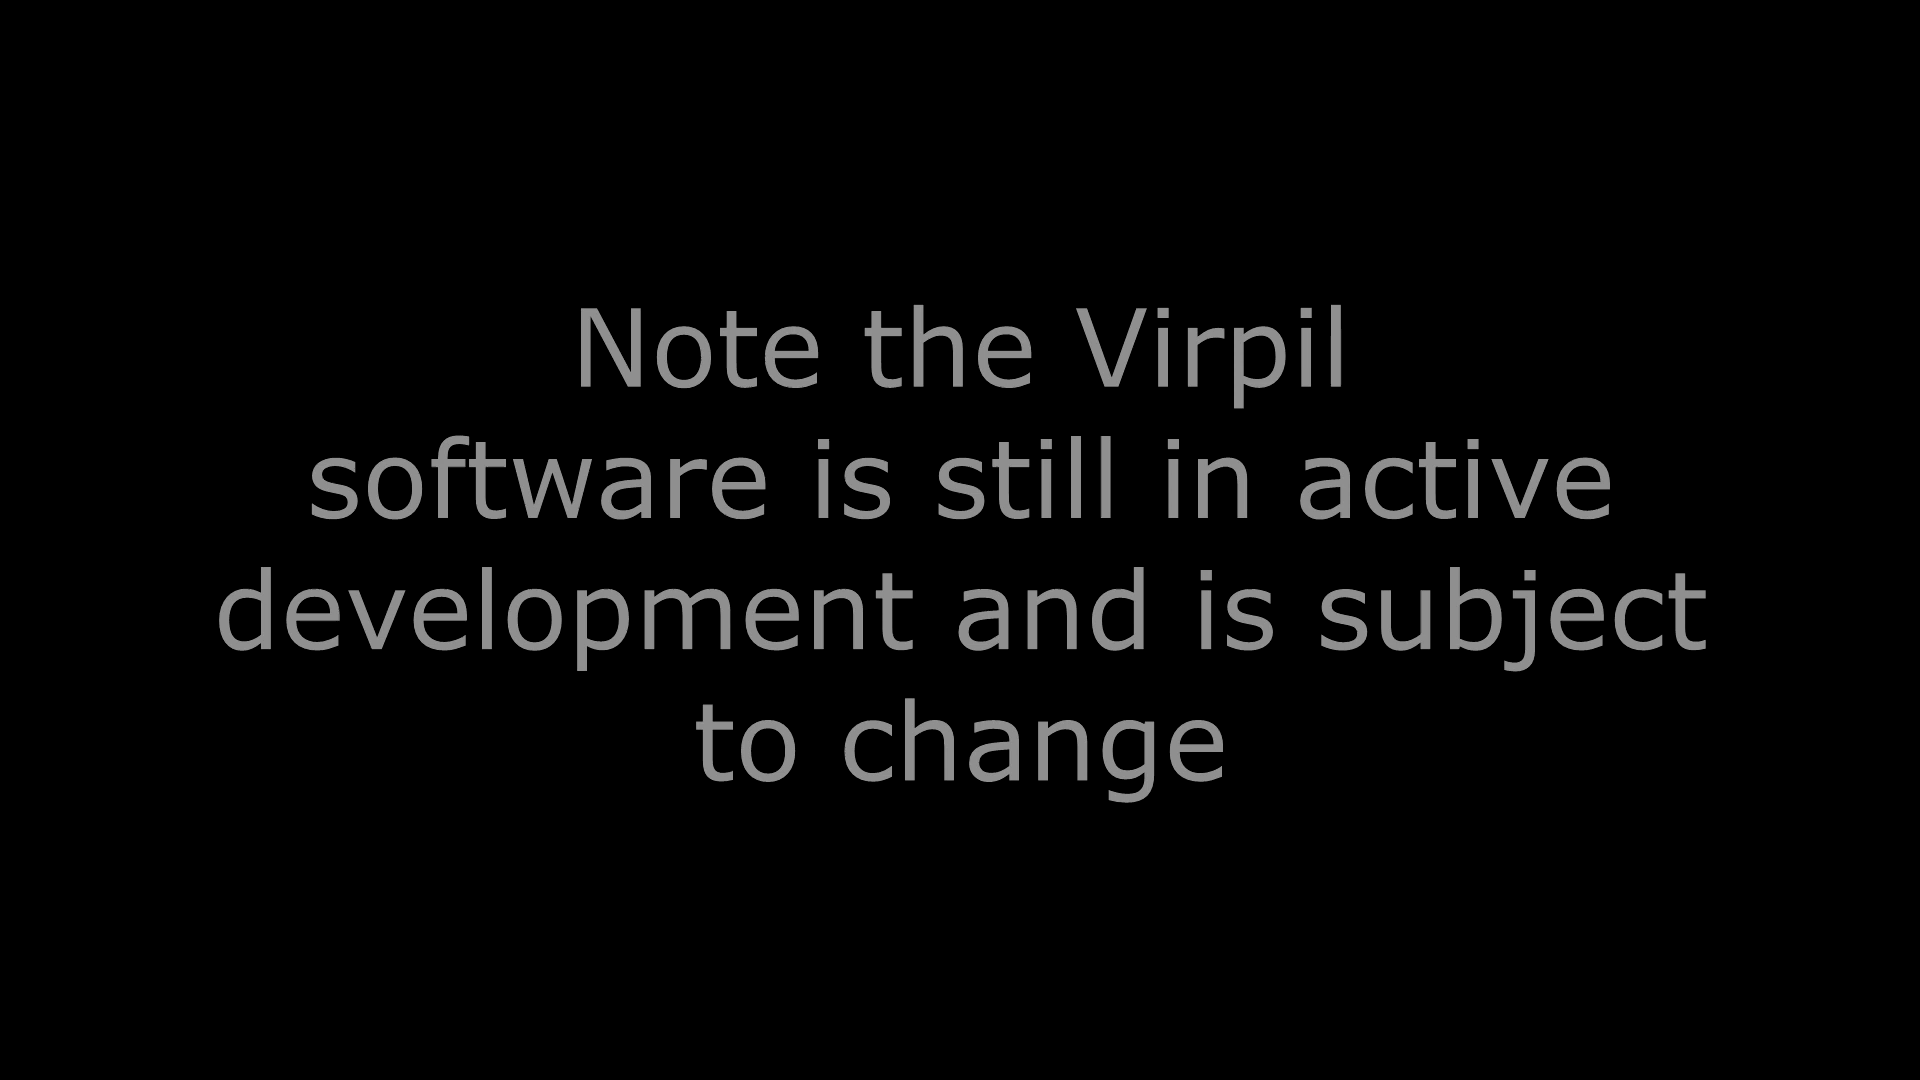 Note the Virpil
software is still in active
development and is subject
to change